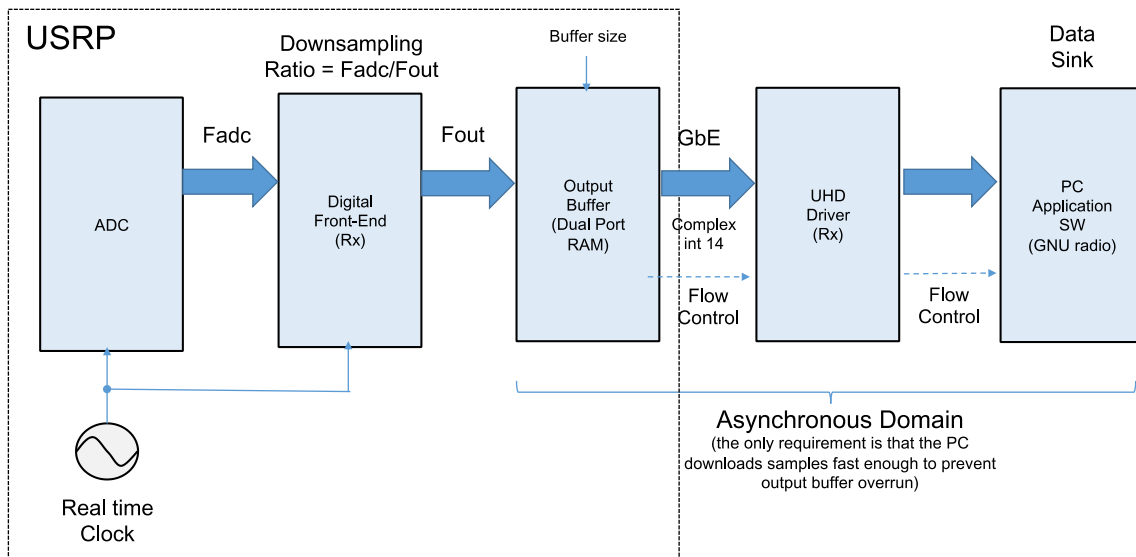 USRP
Downsampling
Ratio = Fadc/Fout
Buffer size
Data
Sink
ADC
Fadc
Digital
Front-End
(Rx)
Fout
Output
Buffer
(Dual Port
RAM)
GbE
Complex
int 14
Flow
Control
UHD
Driver
(Rx)
Flow
Control
PC
Application
SW
(GNU radio)
Real time
Clock
Asynchronous Domain
(the only requirement is that the PC
downloads samples fast enough to prevent
output buffer overrun)